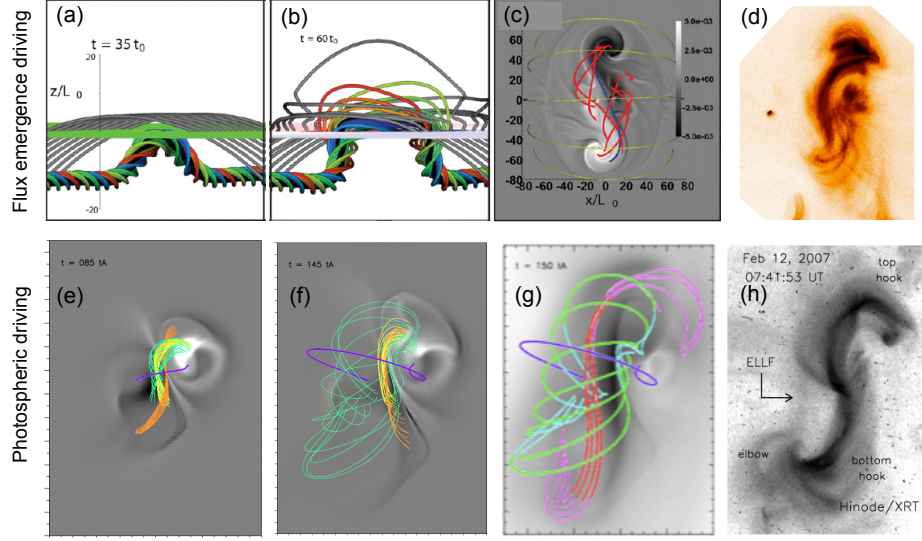 Flux emergence driving
(a)
t = 35 t₀
20
z/L 0
-20
(b)
t = 60 t₀
(c)
60
40
20
0
-20
-40
-60
-80
-80 -60 -40 -20 0 20 40 60 80
x/L 0
5.0e-03
2.5e-03
0.0e+00
-2.5e-03
-5.0e-03
(d)
Photospheric driving
(e)
t = 085 tA
(f)
t = 145 tA
(g)
t = 150 tA
(h)
Feb 12, 2007
07:41:53 UT
top
hook
ELLF
elbow
bottom
hook
Hinode/XRT